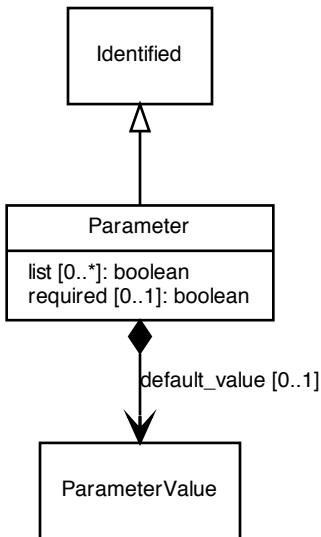 Identified
Parameter
list [0..*]: boolean
required [0..1]: boolean
default_value [0..1]
ParameterValue